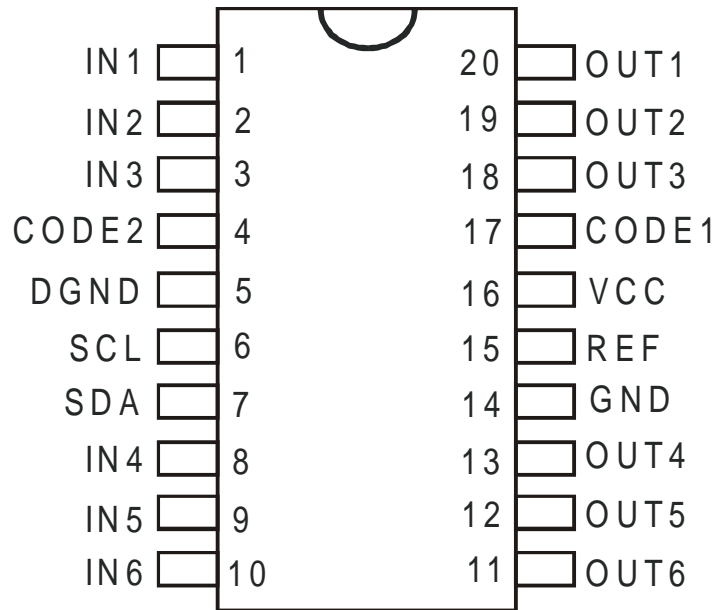 IN1 1 20 OUT1
IN2 2 19 OUT2
IN3 3 18 OUT3
CODE2 4 17 CODE1
DGND 5 16 VCC
SCL 6 15 REF
SDA 7 14 GND
IN4 8 13 OUT4
IN5 9 12 OUT5
IN6 10 11 OUT6